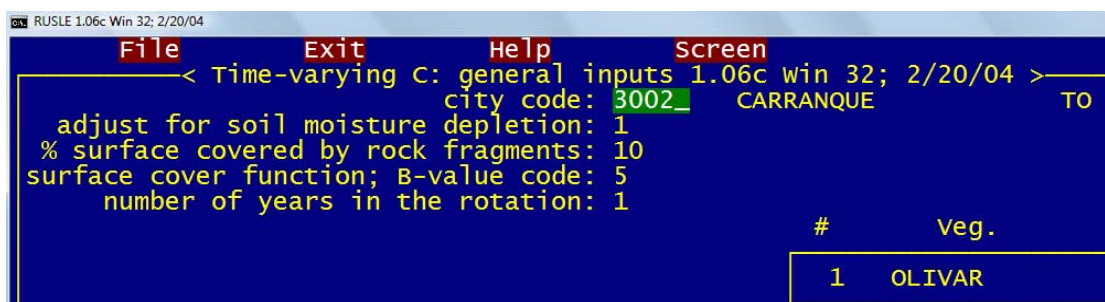 RUSLE 1.06c Win 32; 2/20/04
File Exit Help Screen
< Time-varying C: general inputs 1.06c Win 32; 2/20/04 >
city code: 3002_ CARRANQUE TO
adjust for soil moisture depletion: 1
% surface covered by rock fragments: 10
surface cover function; B-value code: 5
number of years in the rotation: 1
# Veg.
1 OLIVAR